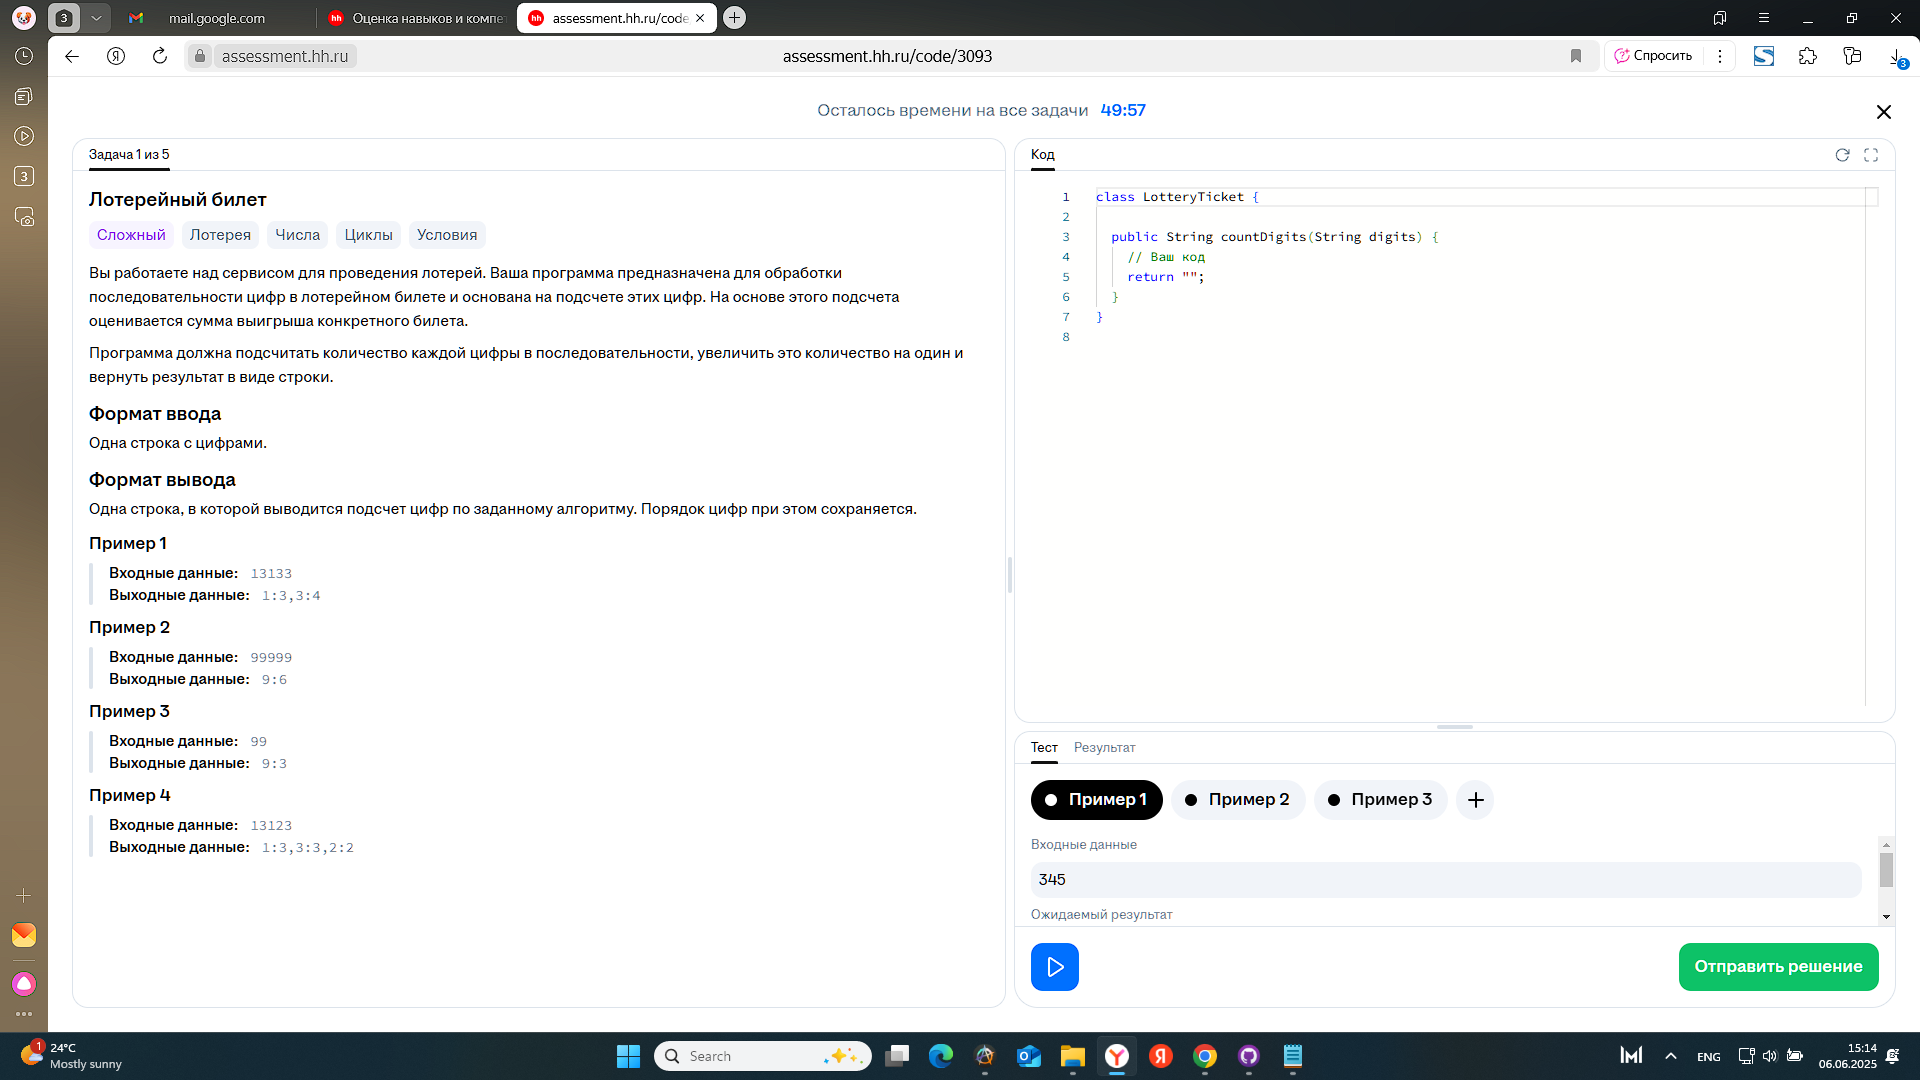 3
mail.google.com
hh
Оценка навыков и компе
hh
assessment.hh.ru/code
Я
assessment.hh.ru
assessment.hh.ru/code/3093
Спросить
3
3
Осталось времени на все задачи 49:57
Задача 1 из 5
Лотерейный билет
Сложный
Лотерея
Числа
Циклы
Условия
Вы работаете над сервисом для проведения лотерей. Ваша программа предназначена для обработки
последовательности цифр в лотерейном билете и основана на подсчете этих цифр. На основе этого подсчета
оценивается сумма выигрыша конкретного билета.
Программа должна подсчитать количество каждой цифры в последовательности, увеличить это количество на один и
вернуть результат в виде строки.
Формат ввода
Одна строка с цифрами.
Формат вывода
Одна строка, в которой выводится подсчет цифр по заданному алгоритму. Порядок цифр при этом сохраняется.
Пример 1
Входные данные: 13133
Выходные данные: 1:3,3:4
Пример 2
Входные данные: 99999
Выходные данные: 9:6
Пример 3
Входные данные: 99
Выходные данные: 9:3
Пример 4
Входные данные: 13123
Выходные данные: 1:3,3:3,2:2
Код
1 class LotteryTicket {
2
3 public String countDigits(String digits) {
4 // Ваш код
5 return "";
6 }
7 }
8
Тест
Результат
Пример 1
Пример 2
Пример 3
Входные данные
345
Ожидаемый результат
Отправить решение
1
24°C
Mostly sunny
Search
Y
Я
ENG
15:14
06.06.2025